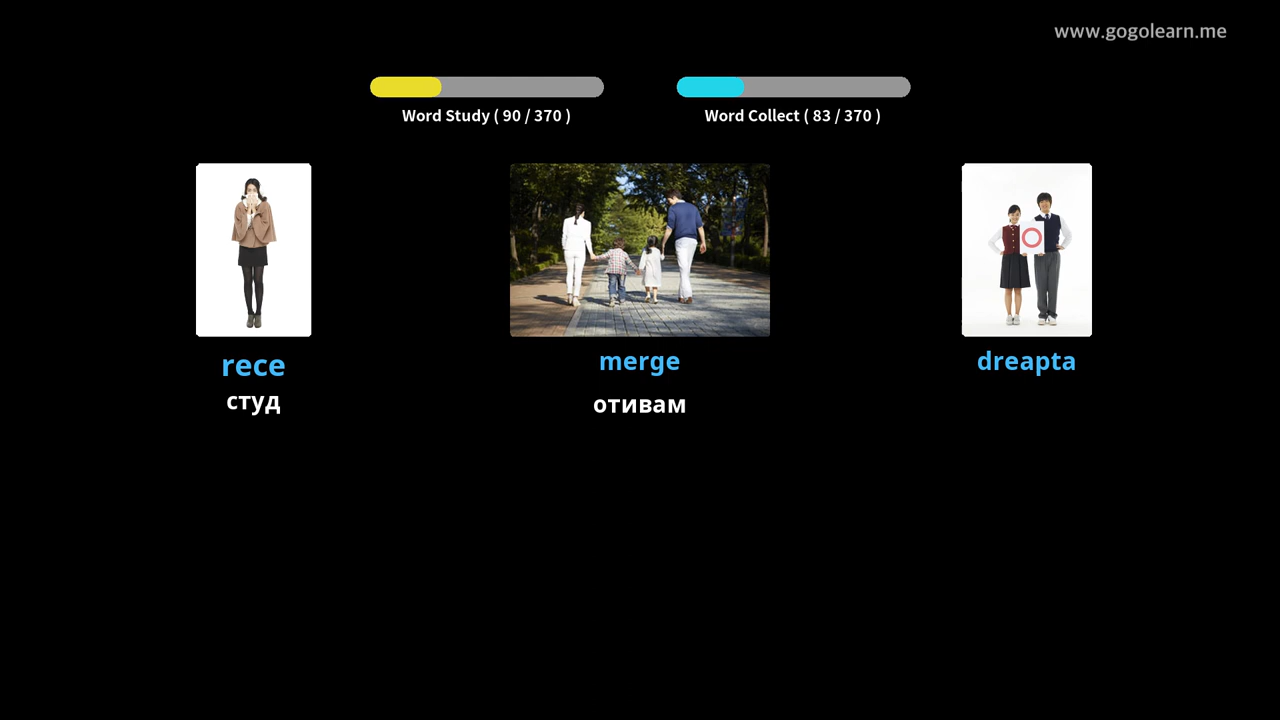 www.gogolearn.me
Word Study ( 90 / 370 )
Word Collect ( 83 / 370 )
rece
студ
merge
отивам
dreapta